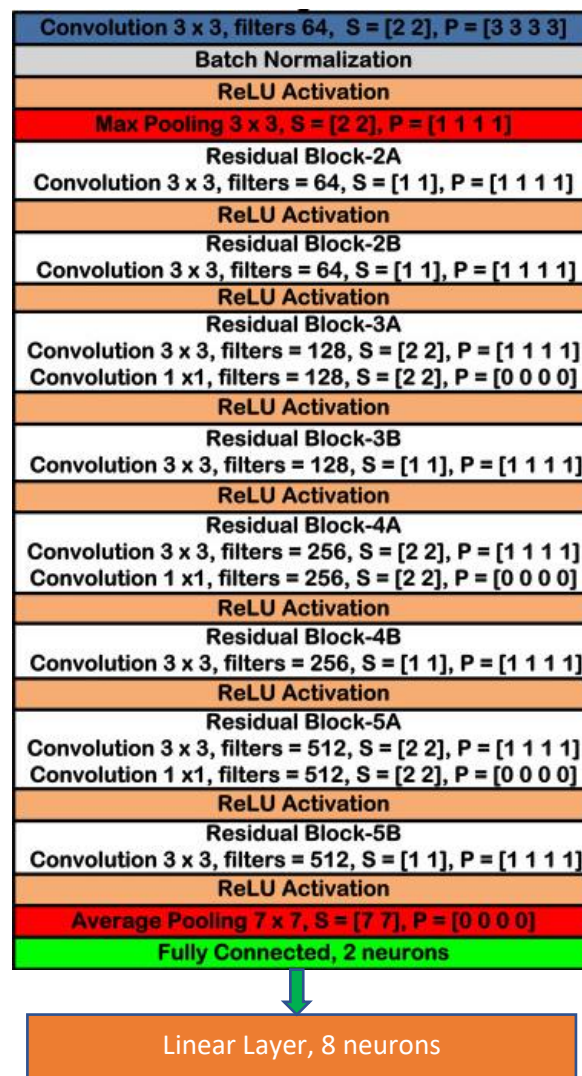 Convolution 3 x 3, filters 64, S = [2 2], P = [3 3 3 3]
Batch Normalization
ReLU Activation
Max Pooling 3 x 3, S = [2 2], P = [1 1 1 1]
Residual Block-2A
Convolution 3 x 3, filters = 64, S = [1 1], P = [1 1 1 1]
ReLU Activation
Residual Block-2B
Convolution 3 x 3, filters = 64, S = [1 1], P = [1 1 1 1]
ReLU Activation
Residual Block-3A
Convolution 3 x 3, filters = 128, S = [2 2], P = [1 1 1 1]
Convolution 1 x1, filters = 128, S = [2 2], P = [0 0 0 0]
ReLU Activation
Residual Block-3B
Convolution 3 x 3, filters = 128, S = [1 1], P = [1 1 1 1]
ReLU Activation
Residual Block-4A
Convolution 3 x 3, filters = 256, S = [2 2], P = [1 1 1 1]
Convolution 1 x1, filters = 256, S = [2 2], P = [0 0 0 0]
ReLU Activation
Residual Block-4B
Convolution 3 x 3, filters = 256, S = [1 1], P = [1 1 1 1]
ReLU Activation
Residual Block-5A
Convolution 3 x 3, filters = 512, S = [2 2], P = [1 1 1 1]
Convolution 1 x1, filters = 512, S = [2 2], P = [0 0 0 0]
ReLU Activation
Residual Block-5B
Convolution 3 x 3, filters = 512, S = [1 1], P = [1 1 1 1]
ReLU Activation
Average Pooling 7 x 7, S = [7 7], P = [0 0 0 0]
Fully Connected, 2 neurons
Linear Layer, 8 neurons